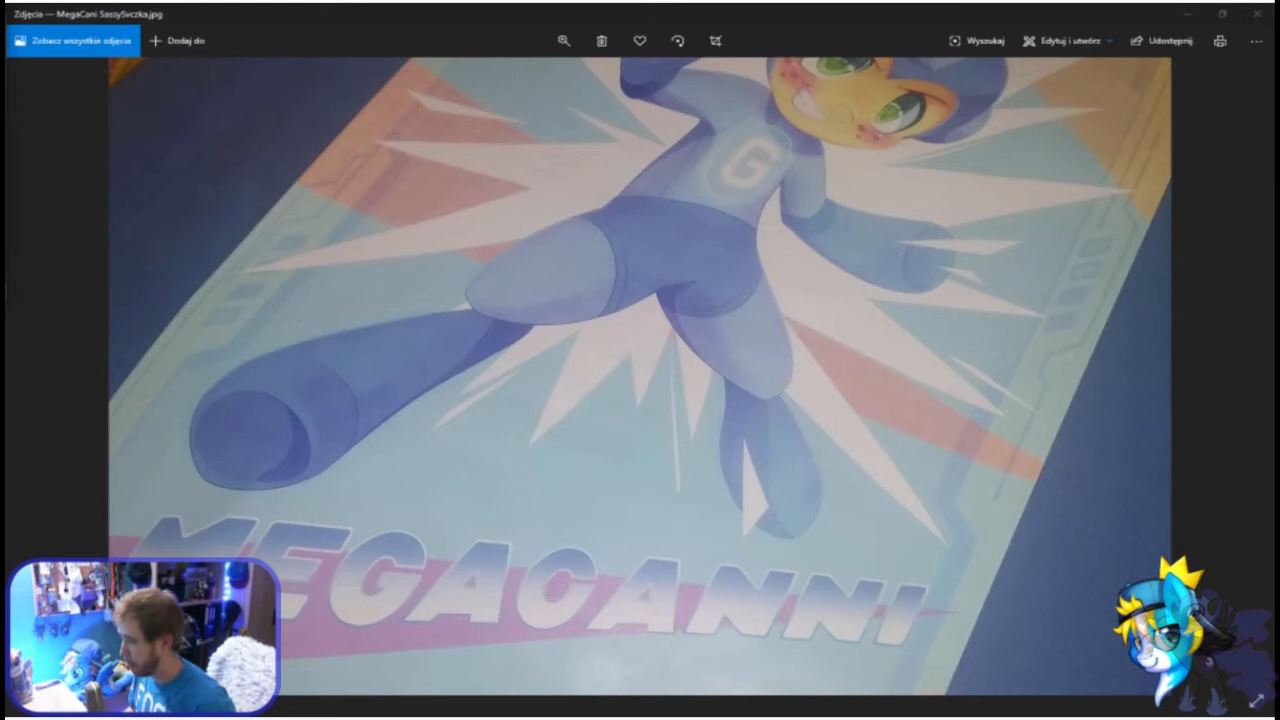 Zdjęcia — MegaCani SassySvczka.jpg
Zobacz wszystkie zdjęcia
Dodaj do
Wyszukaj
Edytuj i utwórz
Udostępnij
G
MEGACANNI